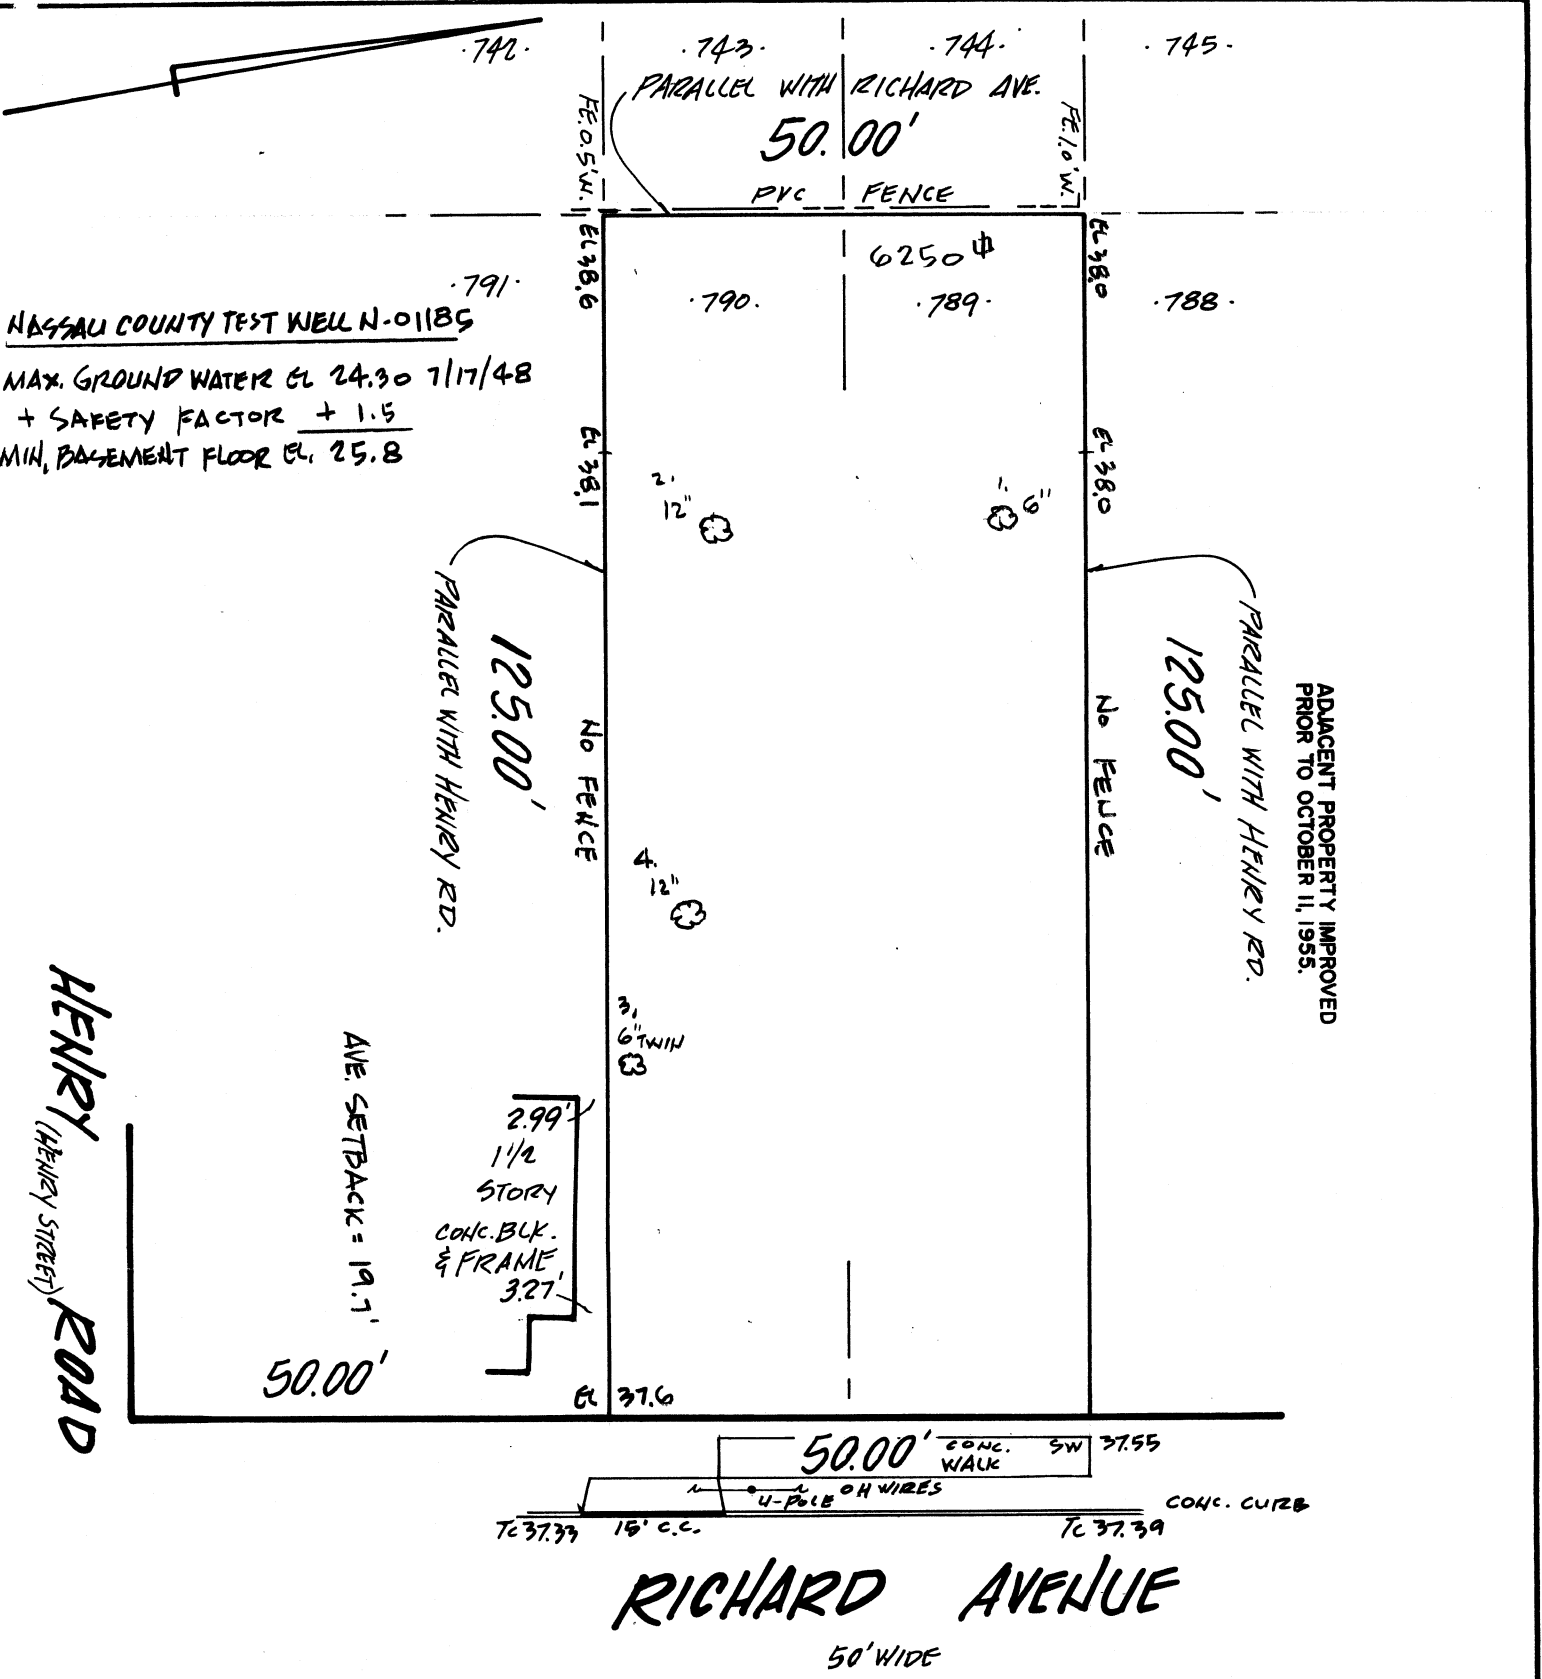 ·742·
·743·
·744·
·745·
PARALLEL WITH RICHARD AVE.
50.00'
FE. 0.5'W.
FE. 1.0'W.
PVC FENCE
EL 38.6
EL 38.0
6250
·791·
·790·
·789·
·788·
NASSAU COUNTY TEST WELL N-01185
MAX. GROUND WATER EL 24.30 7/17/48
+ SAFETY FACTOR + 1.5
MIN, BASEMENT FLOOR EL. 25.8
EL 38.1
EL 38.0
2.
12"
1.
6"
PARALLEL WITH HENRY RD.
125.00'
NO FENCE
NO FENCE
125.00'
PARALLEL WITH HENRY RD.
ADJACENT PROPERTY IMPROVED
PRIOR TO OCTOBER 11, 1955.
4.
12"
3.
6" TWIN
HENRY ROAD
(HENRY STREET)
AVE. SETBACK = 19.7'
2.99'
1 1/2
STORY
CONC. BLK.
& FRAME
3.27'
50.00'
EL 37.6
50.00'
CONC.
WALK
SW 37.55
U-POLE OH WIRES
CONC. CURB
TC 37.33
15' C.C.
TC 37.39
RICHARD AVENUE
50' WIDE